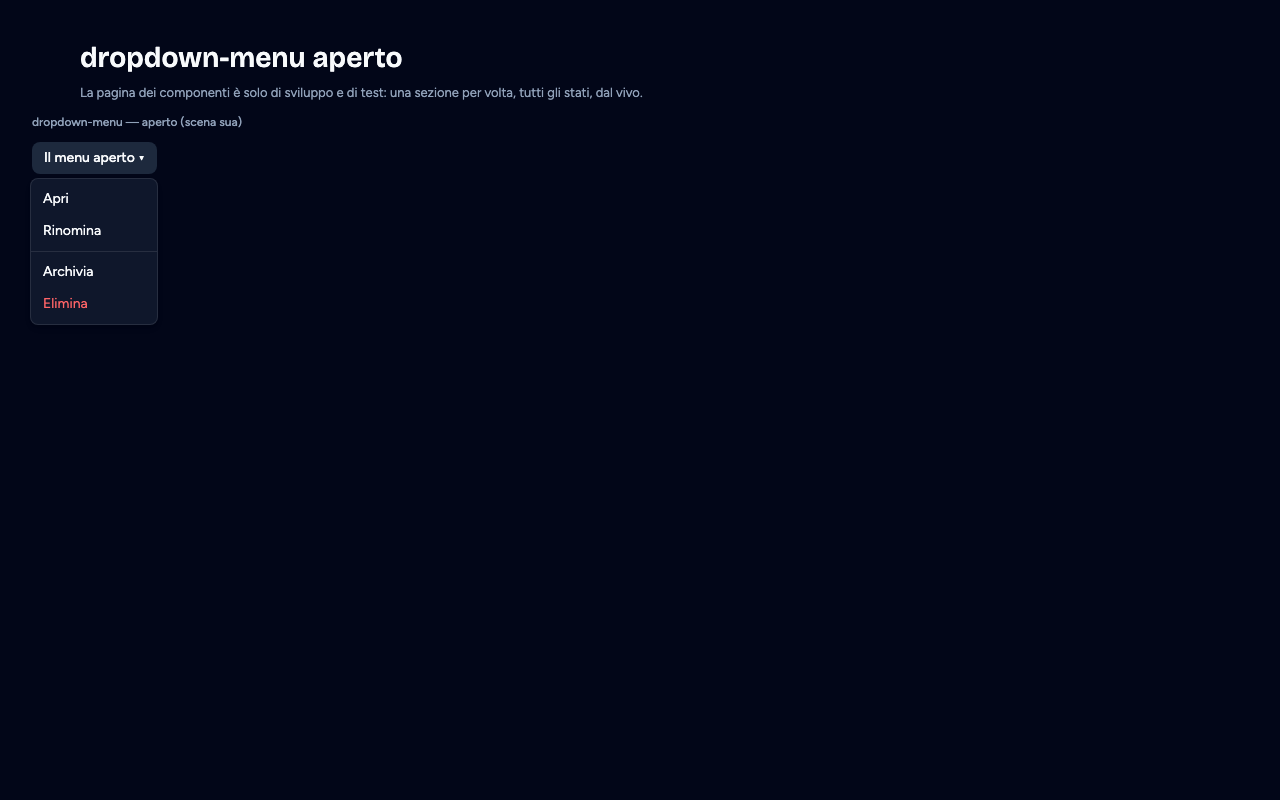 dropdown-menu aperto
La pagina dei componenti è solo di sviluppo e di test: una sezione per volta, tutti gli stati, dal vivo.
dropdown-menu — aperto (scena sua)
Il menu aperto ▾
Apri
Rinomina
Archivia
Elimina